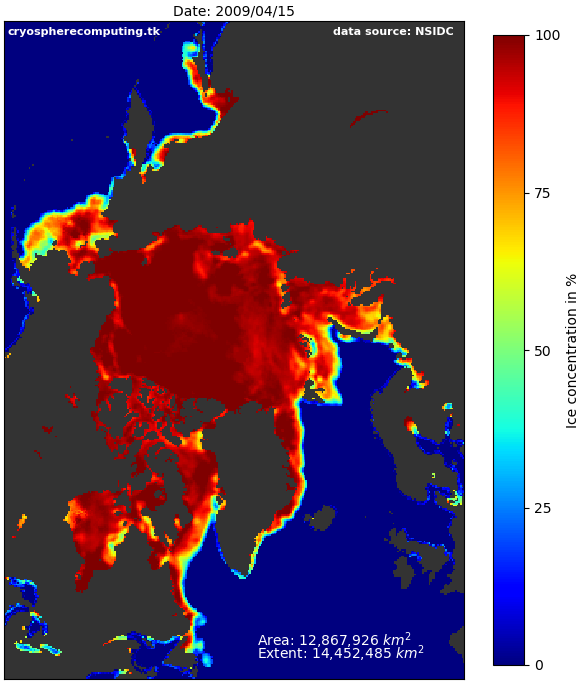 Date: 2009/04/15
cryospherecomputing.tk data source: NSIDC
100
75
50
25
0
Ice concentration in %
Area: 12,867,926 km²
Extent: 14,452,485 km²